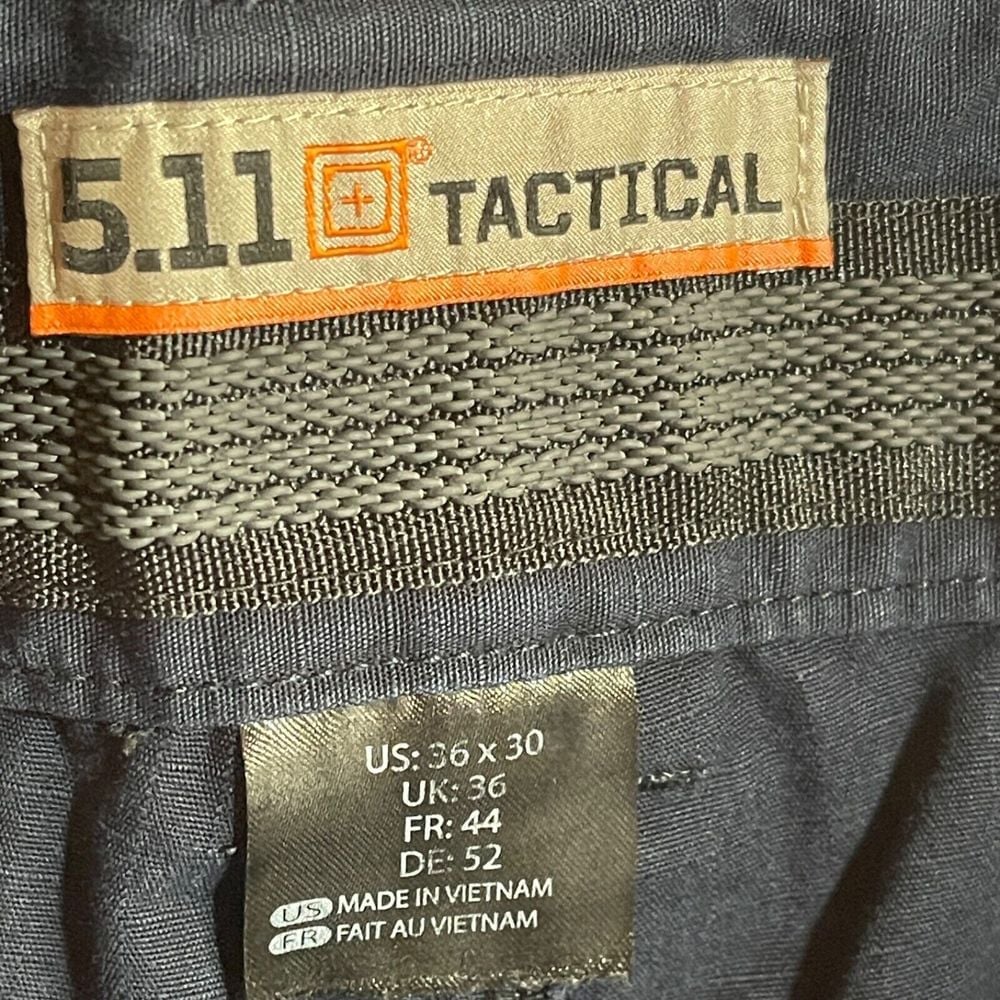 5.11® TACTICAL
US: 36 x 30
UK: 36
FR: 44
DE: 52
US MADE IN VIETNAM
FR FAIT AU VIETNAM